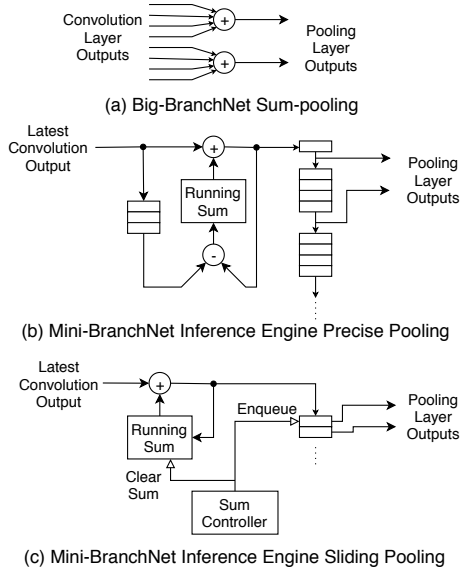 Convolution
Layer
Outputs
+
+
Pooling
Layer
Outputs
(a) Big-BranchNet Sum-pooling
Latest
Convolution
Output
+
Running
Sum
-
Pooling
Layer
Outputs
(b) Mini-BranchNet Inference Engine Precise Pooling
Latest
Convolution
Output
+
Running
Sum
Clear
Sum
Enqueue
Sum
Controller
Pooling
Layer
Outputs
(c) Mini-BranchNet Inference Engine Sliding Pooling